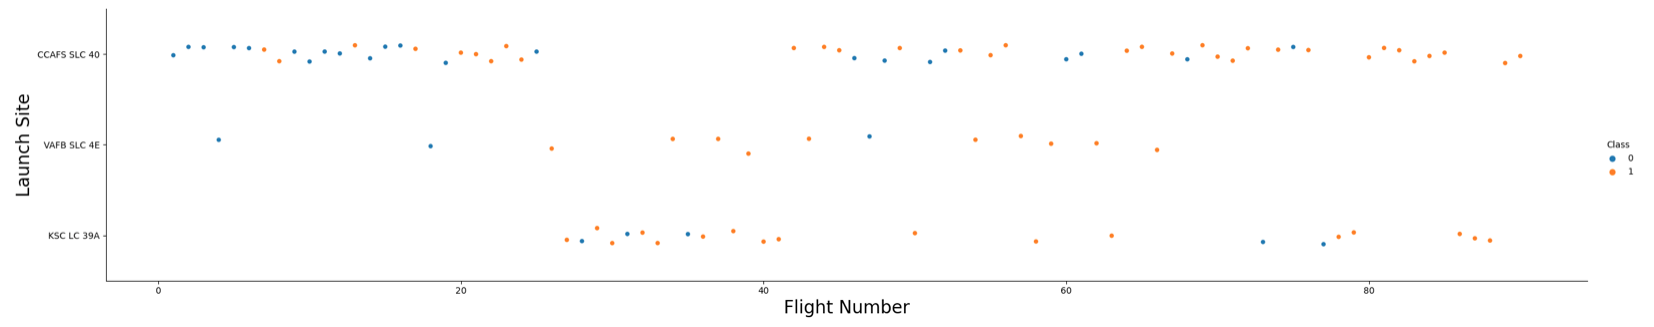 Launch Site
CCAFS SLC 40
VAFB SLC 4E
KSC LC 39A
0 20 40 60 80
Flight Number
Class
0
1